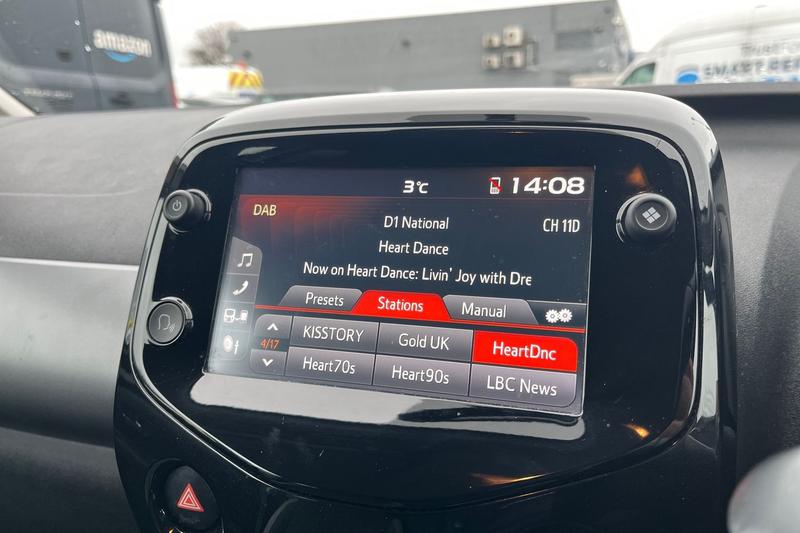 amazon
SMART REP
3°C
14:08
DAB
D1 National
CH 11D
Heart Dance
Now on Heart Dance: Livin' Joy with Dre
Presets
Stations
Manual
4/17
KISSTORY
Gold UK
HeartDnc
Heart70s
Heart90s
LBC News